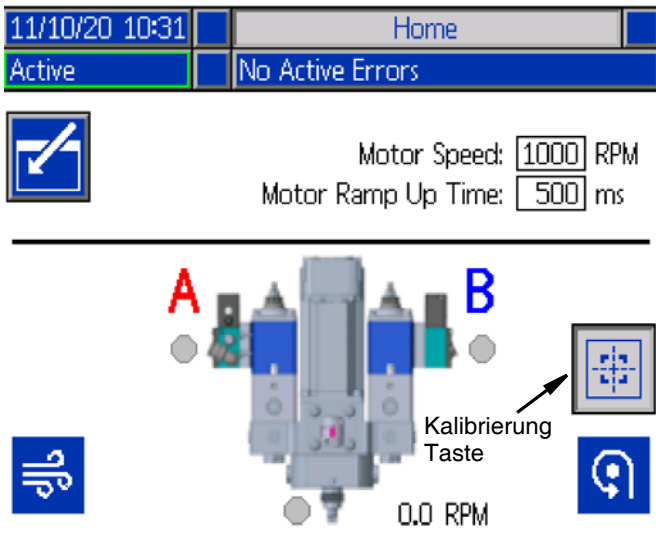 11/10/20 10:31
Home
Active
No Active Errors
Motor Speed: 1000 RPM
Motor Ramp Up Time: 500 ms
A
B
Kalibrierung
Taste
0.0 RPM